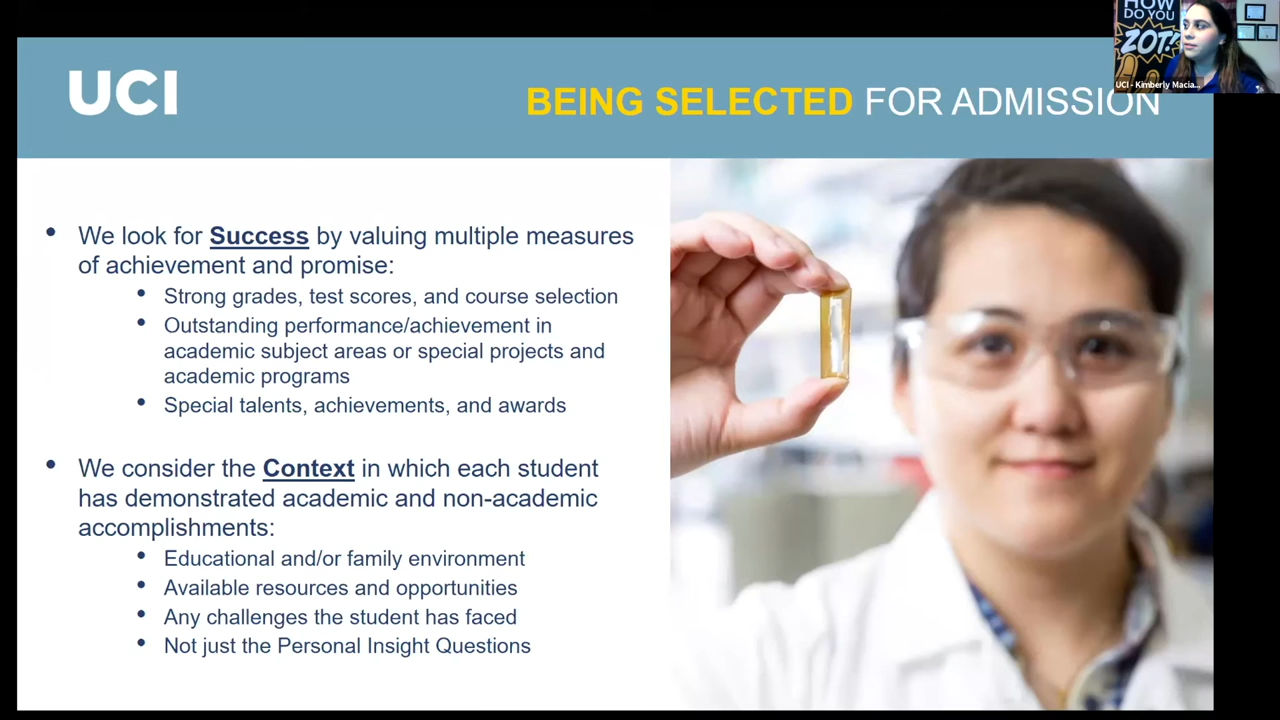 HOW
DO YOU
ZOT?
UCI - Kimberly Macia...
UCI
BEING SELECTED FOR ADMISSION
• We look for Success by valuing multiple measures
of achievement and promise:
• Strong grades, test scores, and course selection
• Outstanding performance/achievement in
academic subject areas or special projects and
academic programs
• Special talents, achievements, and awards
• We consider the Context in which each student
has demonstrated academic and non-academic
accomplishments:
• Educational and/or family environment
• Available resources and opportunities
• Any challenges the student has faced
• Not just the Personal Insight Questions